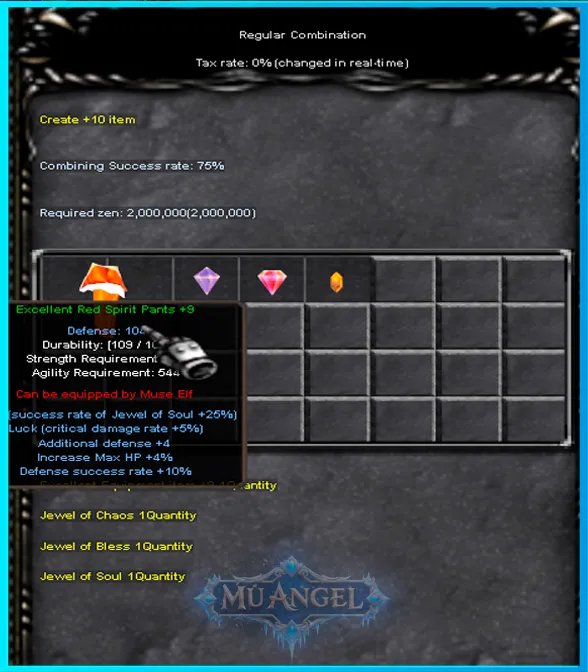 Regular Combination
Tax rate: 0% (changed in real-time)
Create +10 item
Combining Success rate: 75%
Required zen: 2,000,000(2,000,000)
Excellent Red Spirit Pants +9
Defense: 104
Durability: [109 /
Strength Requirement
Agility Requirement: 544
Can be equipped by Muse Elf
(success rate of Jewel of Soul +25%)
Luck (critical damage rate +5%)
Additional defense +4
Increase Max HP +4%
Defense success rate +10%
Jewel of Chaos 1Quantity
Jewel of Bless 1Quantity
Jewel of Soul 1Quantity
MU ANGEL